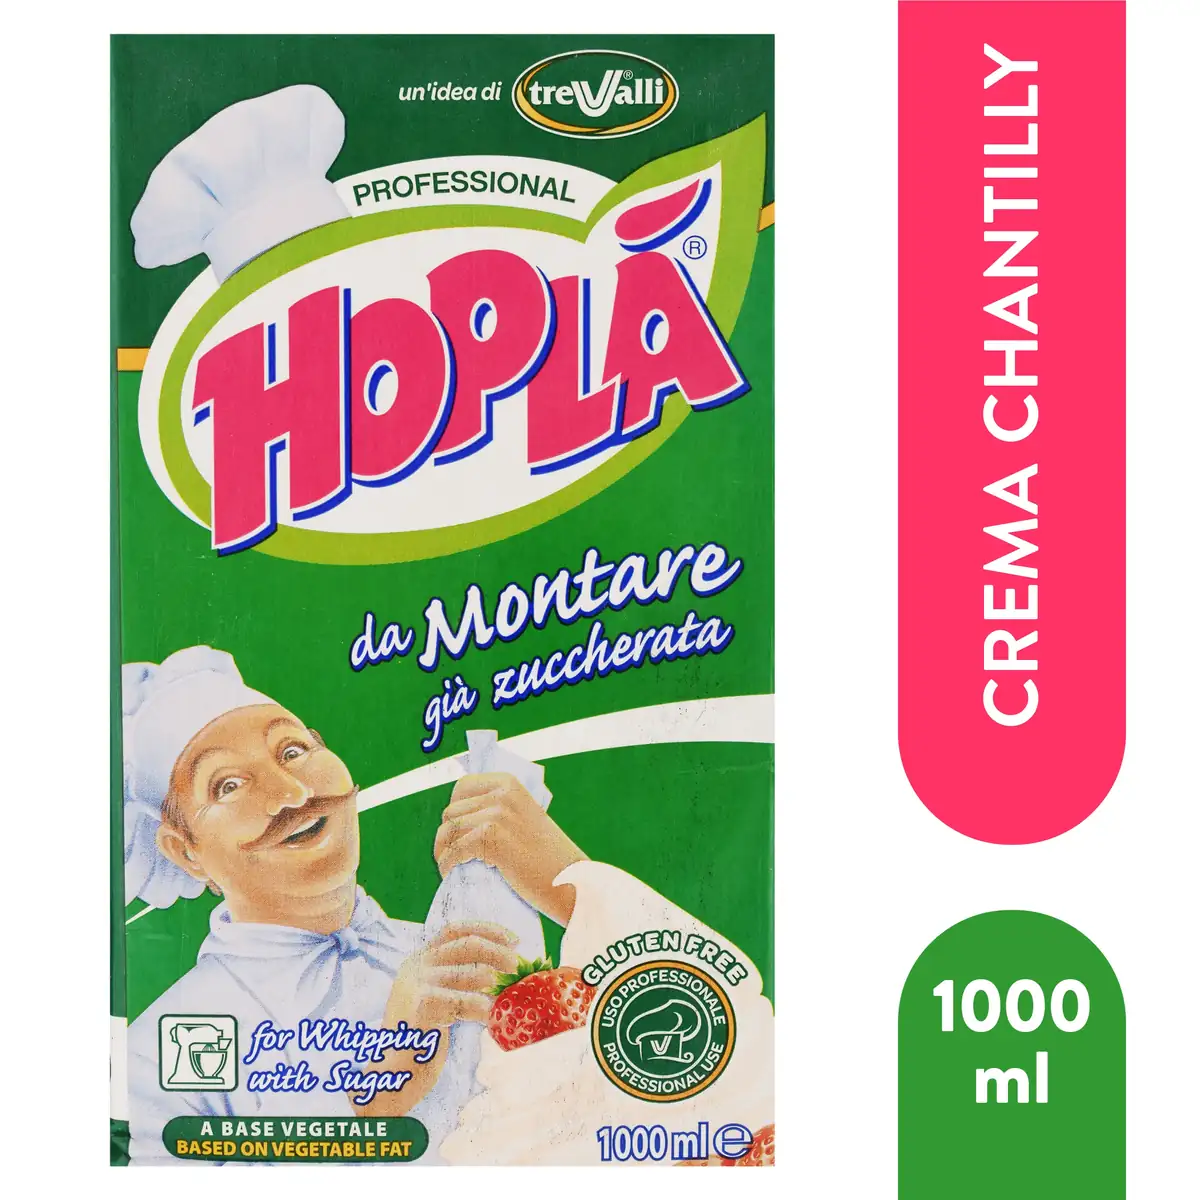 un'idea di treValli®
PROFESSIONAL
HOPLÁ®
da Montare
già zuccherata
GLUTEN FREE
USO PROFESSIONALE
PROFESSIONAL USE
for Whipping
with Sugar
A BASE VEGETALE
BASED ON VEGETABLE FAT
1000 ml ℮
CREMA CHANTILLY
1000
ml